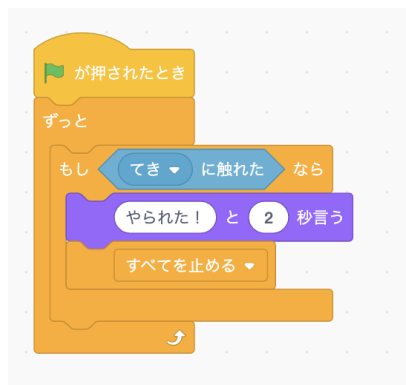 が押されたとき
ずっと
もし てき に触れた なら
やられた！ と 2 秒言う
すべてを止める